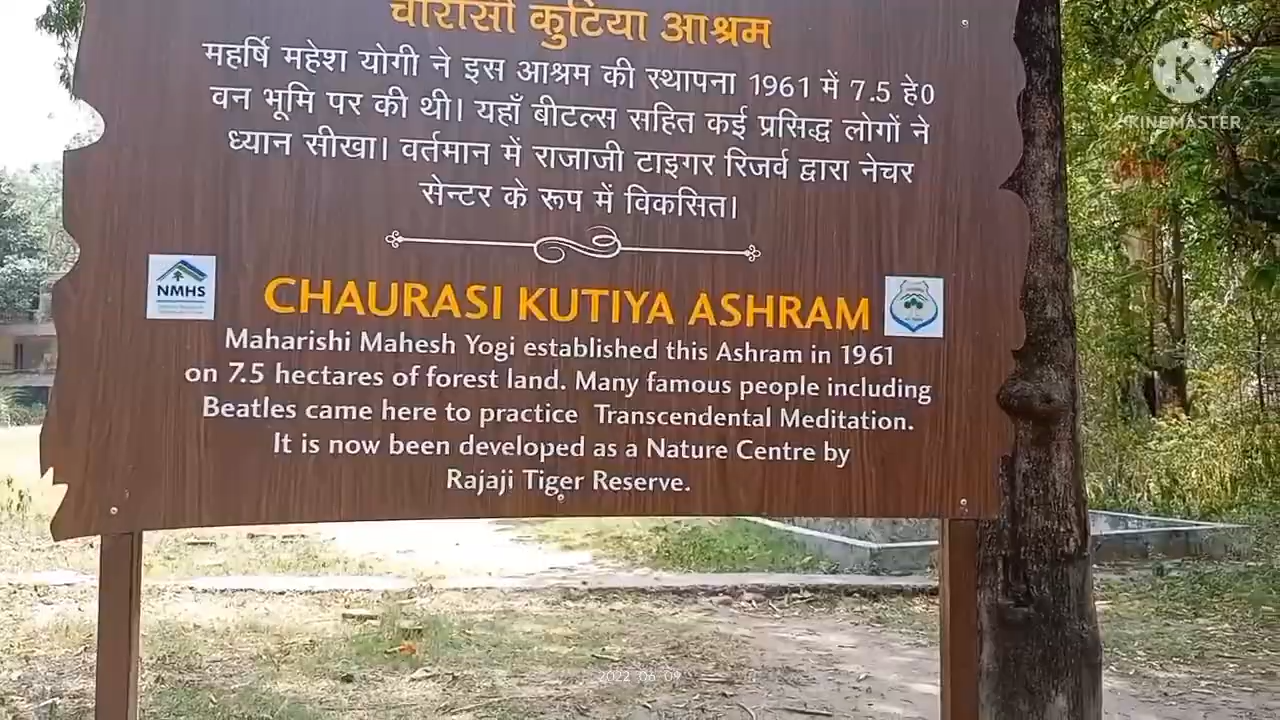 चौरासी कुटिया आश्रम
महर्षि महेश योगी ने इस आश्रम की स्थापना 1961 में 7.5 हे0
वन भूमि पर की थी। यहाँ बीटल्स सहित कई प्रसिद्ध लोगों ने
ध्यान सीखा। वर्तमान में राजाजी टाइगर रिजर्व द्वारा नेचर
सेन्टर के रूप में विकसित।
NMHS
CHAURASI KUTIYA ASHRAM
Maharishi Mahesh Yogi established this Ashram in 1961
on 7.5 hectares of forest land. Many famous people including
Beatles came here to practice Transcendental Meditation.
It is now been developed as a Nature Centre by
Rajaji Tiger Reserve.
KINEMASTER
2022 06 09